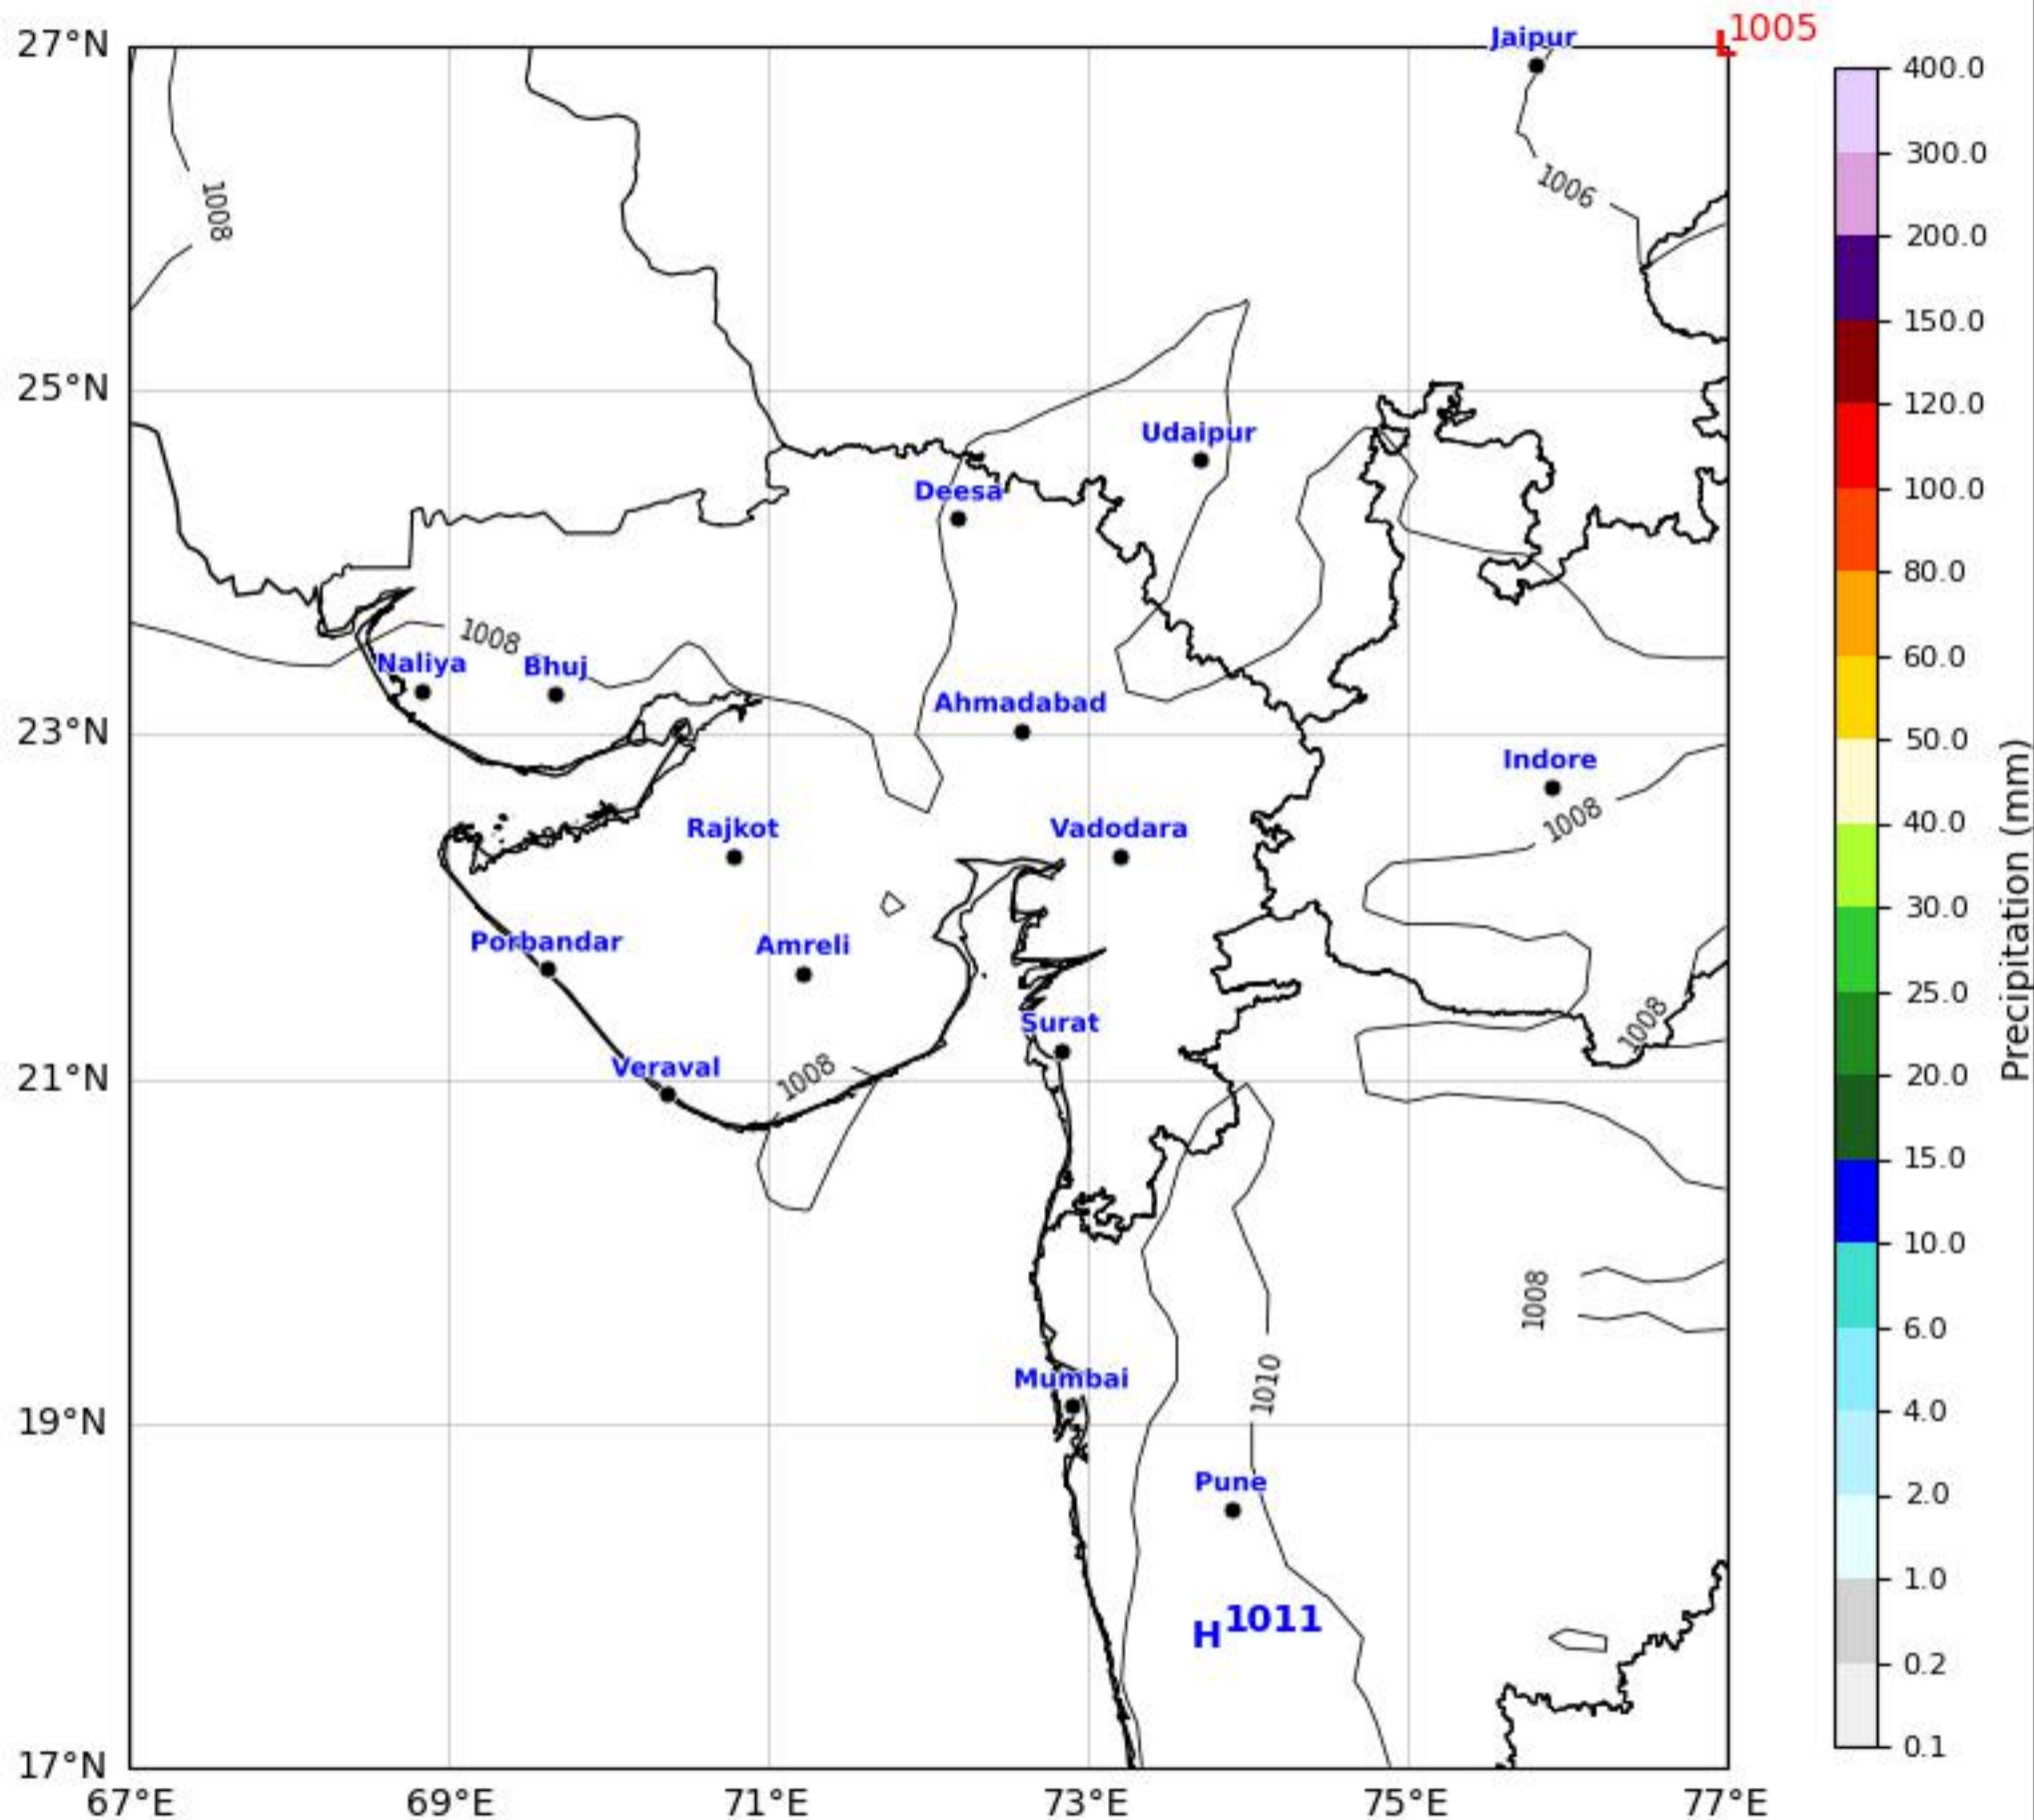 L 1005
27°N
Jaipur
400.0
300.0
1008
1006
200.0
150.0
25°N
120.0
Udaipur
Deesa
100.0
80.0
1008
Naliya
Bhuj
60.0
Ahmadabad
23°N
50.0
Indore
1008
Rajkot
Vadodara
40.0
Precipitation (mm)
30.0
Porbandar
Amreli
25.0
Surat
1008
Veraval
1008
21°N
20.0
15.0
10.0
1008
6.0
Mumbai
1010
4.0
19°N
Pune
2.0
1.0
H 1011
0.2
0.1
17°N
67°E
69°E
71°E
73°E
75°E
77°E